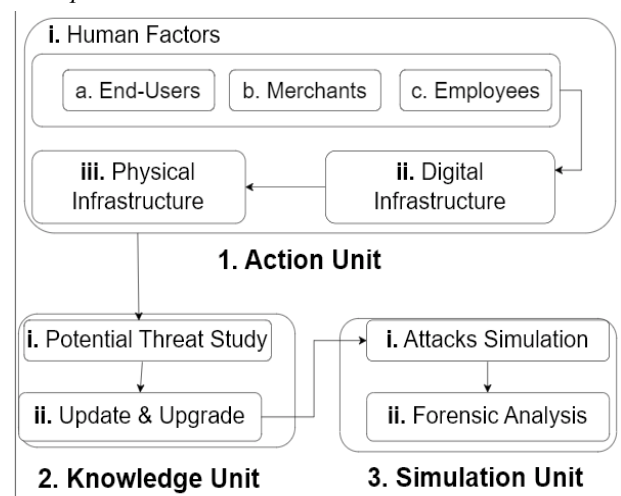 i. Human Factors
a. End-Users
b. Merchants
c. Employees
iii. Physical
Infrastructure
ii. Digital
Infrastructure
1. Action Unit
i. Potential Threat Study
ii. Update & Upgrade
2. Knowledge Unit
i. Attacks Simulation
ii. Forensic Analysis
3. Simulation Unit